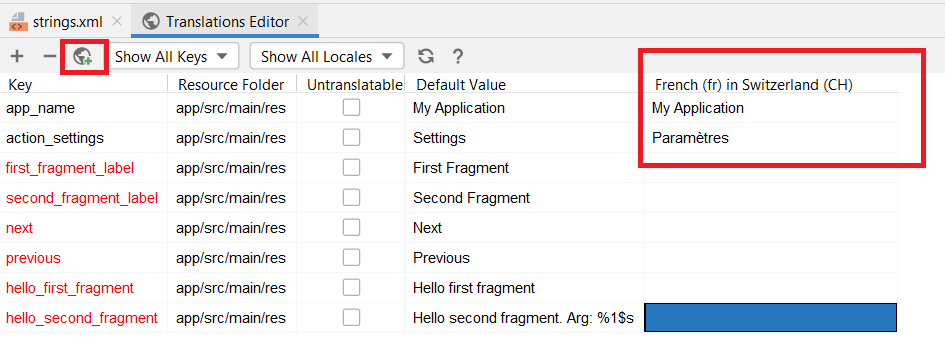 strings.xml Translations Editor
Show All Keys Show All Locales ?
Key Resource Folder Untranslatable Default Value French (fr) in Switzerland (CH)
app_name app/src/main/res My Application My Application
action_settings app/src/main/res Settings Paramètres
first_fragment_label app/src/main/res First Fragment
second_fragment_label app/src/main/res Second Fragment
next app/src/main/res Next
previous app/src/main/res Previous
hello_first_fragment app/src/main/res Hello first fragment
hello_second_fragment app/src/main/res Hello second fragment. Arg: %1$s